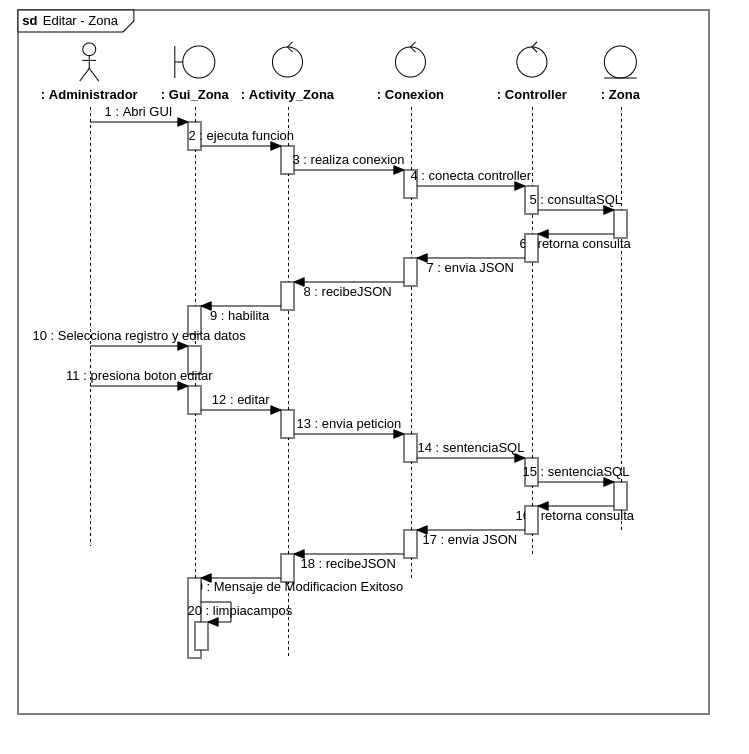 sd Editar - Zona
: Administrador : Gui_Zona : Activity_Zona : Conexion : Controller : Zona
1 : Abri GUI
2 : ejecuta funcion
3 : realiza conexion
4 : conecta controller
5 : consultaSQL
6 : retorna consulta
7 : envia JSON
8 : recibeJSON
9 : habilita
10 : Selecciona registro y edita datos
11 : presiona boton editar
12 : editar
13 : envia peticion
14 : sentenciaSQL
15 : sentenciaSQL
16 : retorna consulta
17 : envia JSON
18 : recibeJSON
: Mensaje de Modificacion Exitoso
20 : limpiacampos